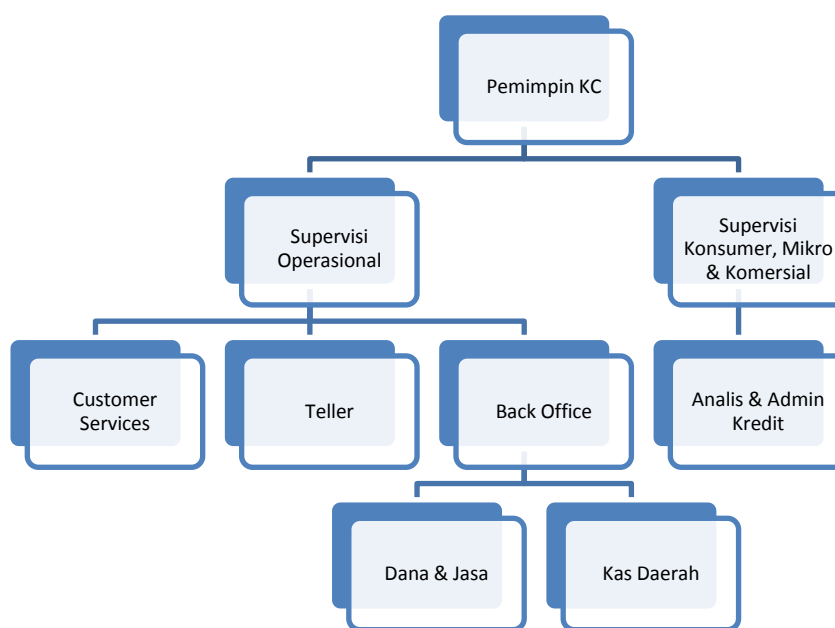 Pemimpin KC
Supervisi
Operasional
Supervisi
Konsumer, Mikro
& Komersial
Customer
Services
Teller
Back Office
Analis & Admin
Kredit
Dana & Jasa
Kas Daerah